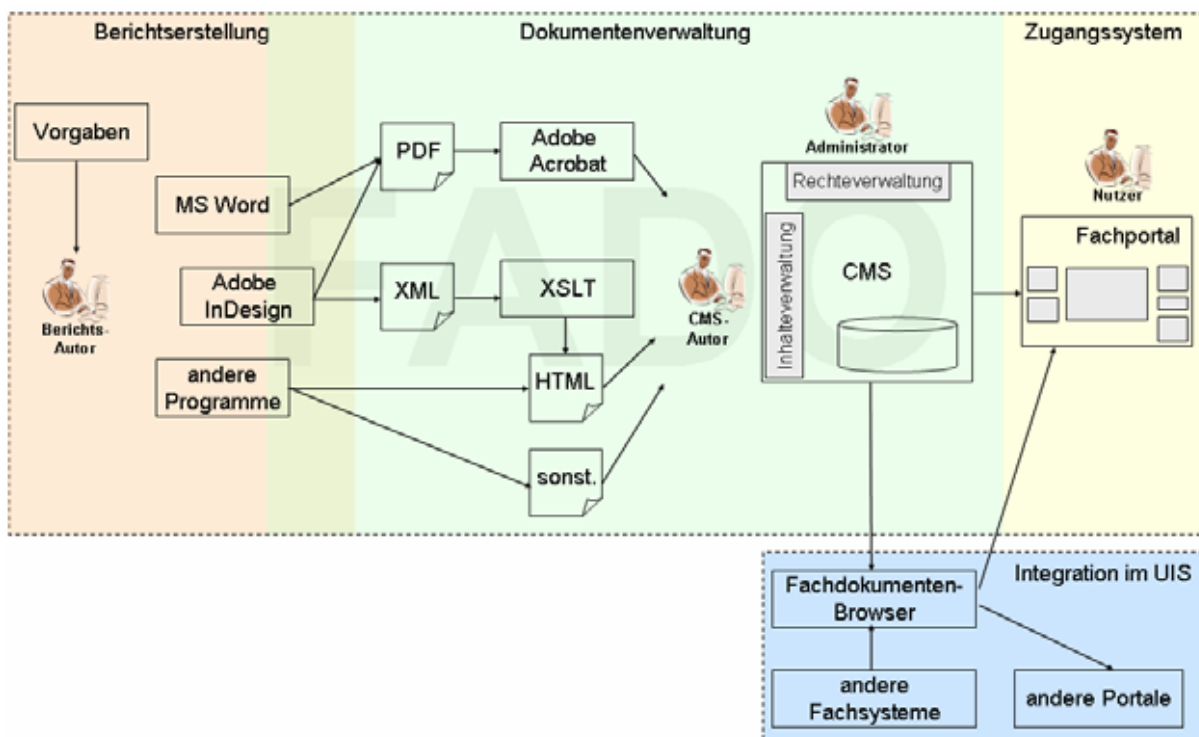 Berichtserstellung
Dokumentenverwaltung
Zugangssystem
Vorgaben
MS Word
Adobe
InDesign
andere
Programme
Berichts-
Autor
PDF
Adobe
Acrobat
XML
XSLT
HTML
sonst.
CMS-
Autor
Administrator
Rechteverwaltung
Inhalteverwaltung
CMS
Nutzer
Fachportal
FADO
Integration im UIS
Fachdokumenten-
Browser
andere
Fachsysteme
andere Portale